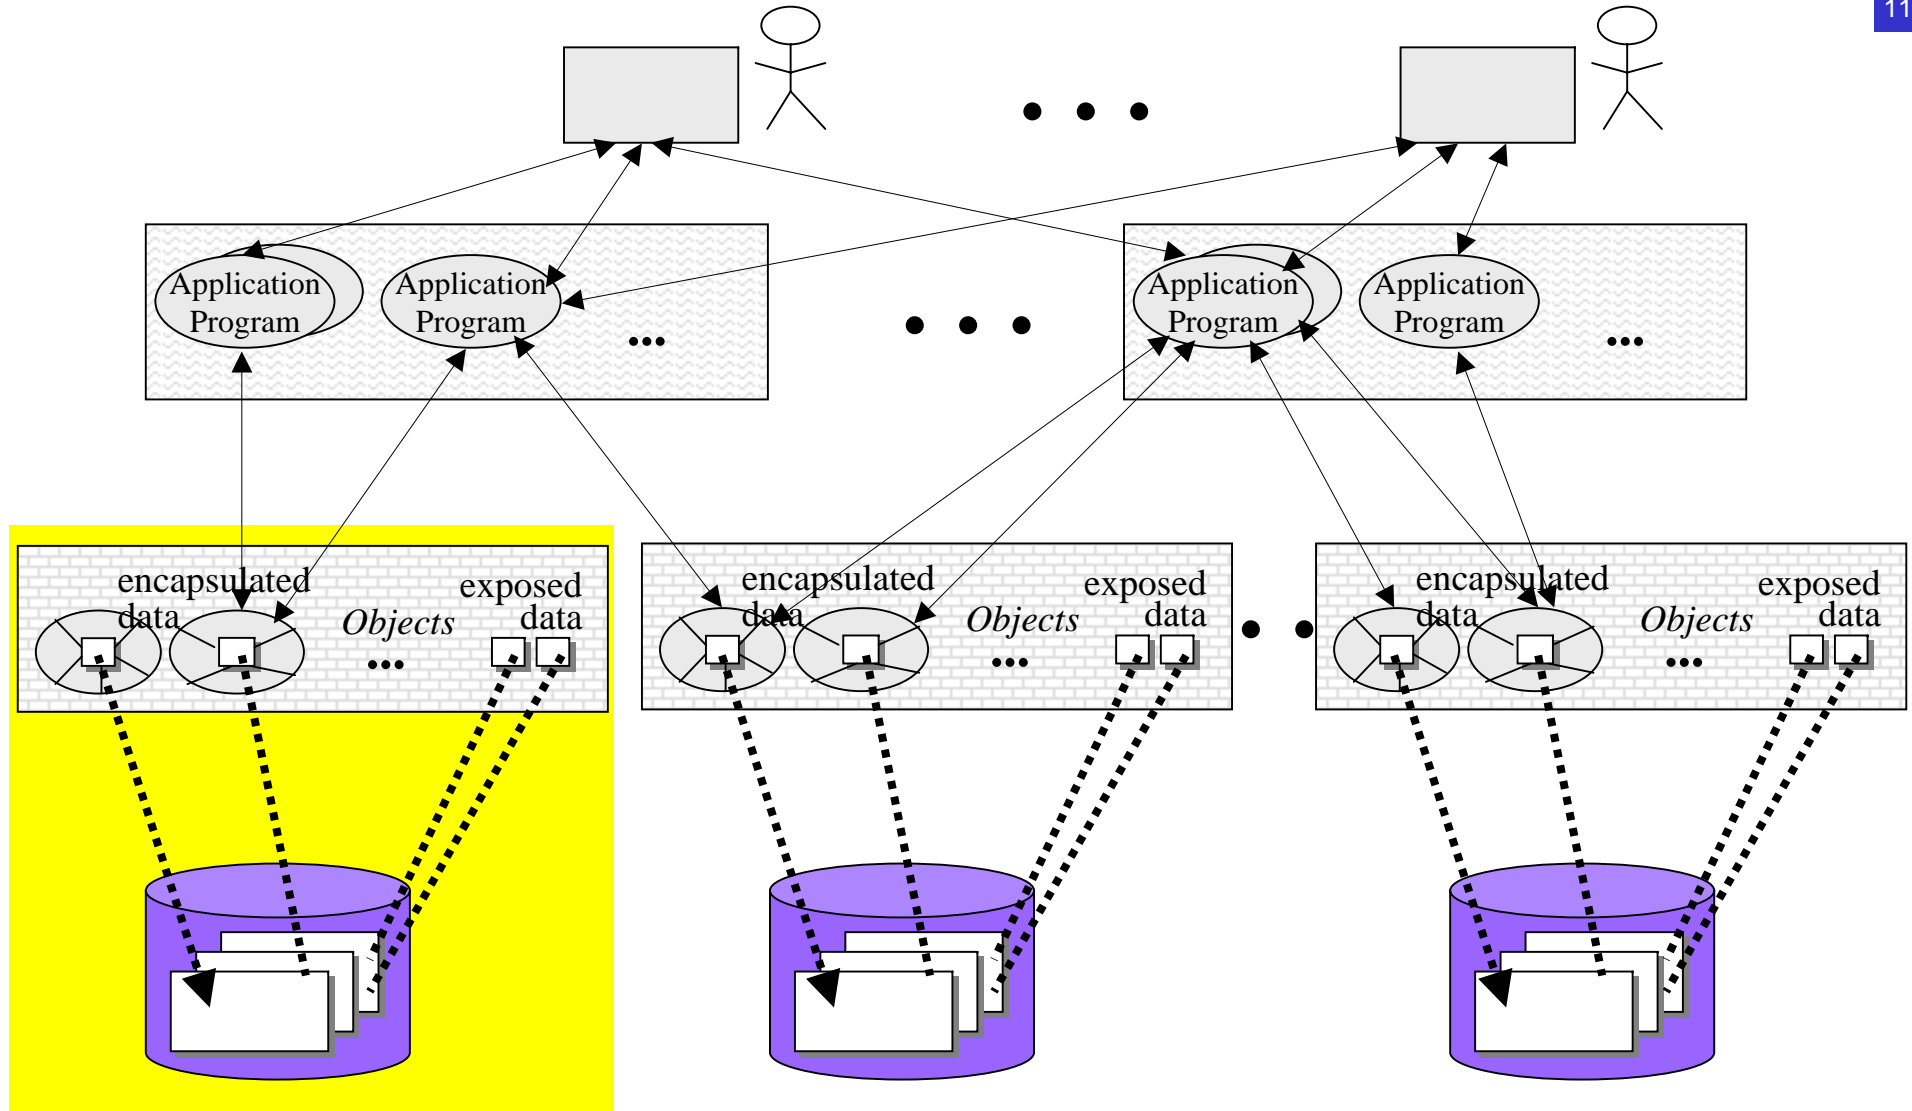 11
Application
Program
Application
Program
...
Application
Program
Application
Program
...
encapsulated
data
Objects
...
exposed
data
encapsulated
data
Objects
...
exposed
data
encapsulated
data
Objects
...
exposed
data